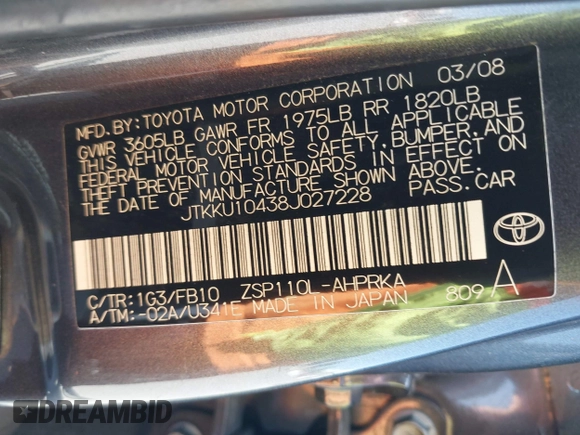 MFD. BY: TOYOTA MOTOR CORPORATION 03/08
GVWR 3605LB GAWR FR 1975LB RR 1820LB
THIS VEHICLE CONFORMS TO ALL APPLICABLE
FEDERAL MOTOR VEHICLE SAFETY, BUMPER, AND
THEFT PREVENTION STANDARDS IN EFFECT ON
THE DATE OF MANUFACTURE SHOWN ABOVE.
JTKKU10438J027228 PASS. CAR
C/TR: 1G3/FB10 ZSP110L-AHPRKA
A/TM: -02A/U341E MADE IN JAPAN 809 A
DREAMBID